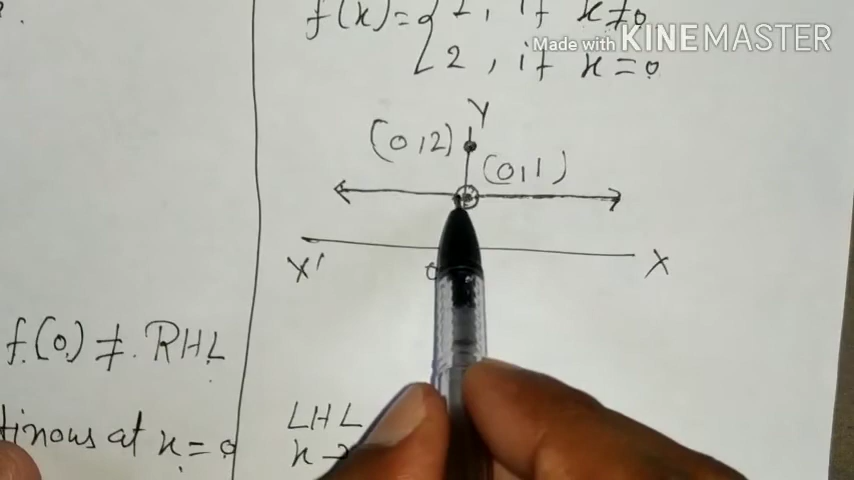 f(x) = { 1, if x ≠ 0
2, if x = 0
Made with KINEMASTER
Y
(0,2)
(0,1)
X' X
f(0) ≠ RHL
LHL
tinous at x = 0
x →